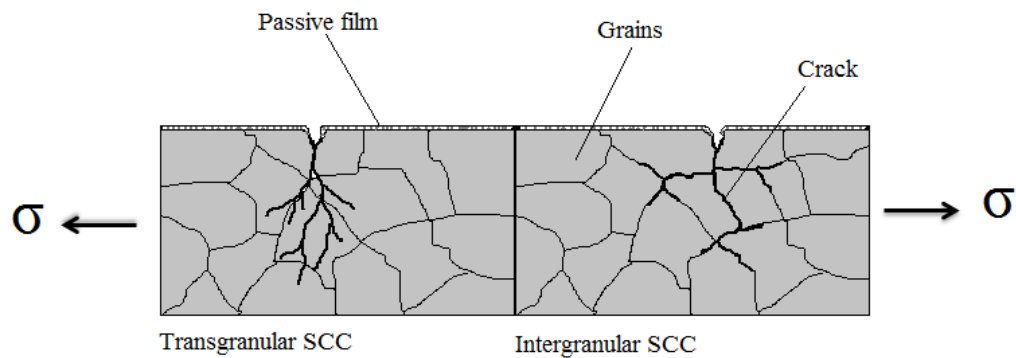 Passive film
Grains
Crack
σ
σ
Transgranular SCC
Intergranular SCC